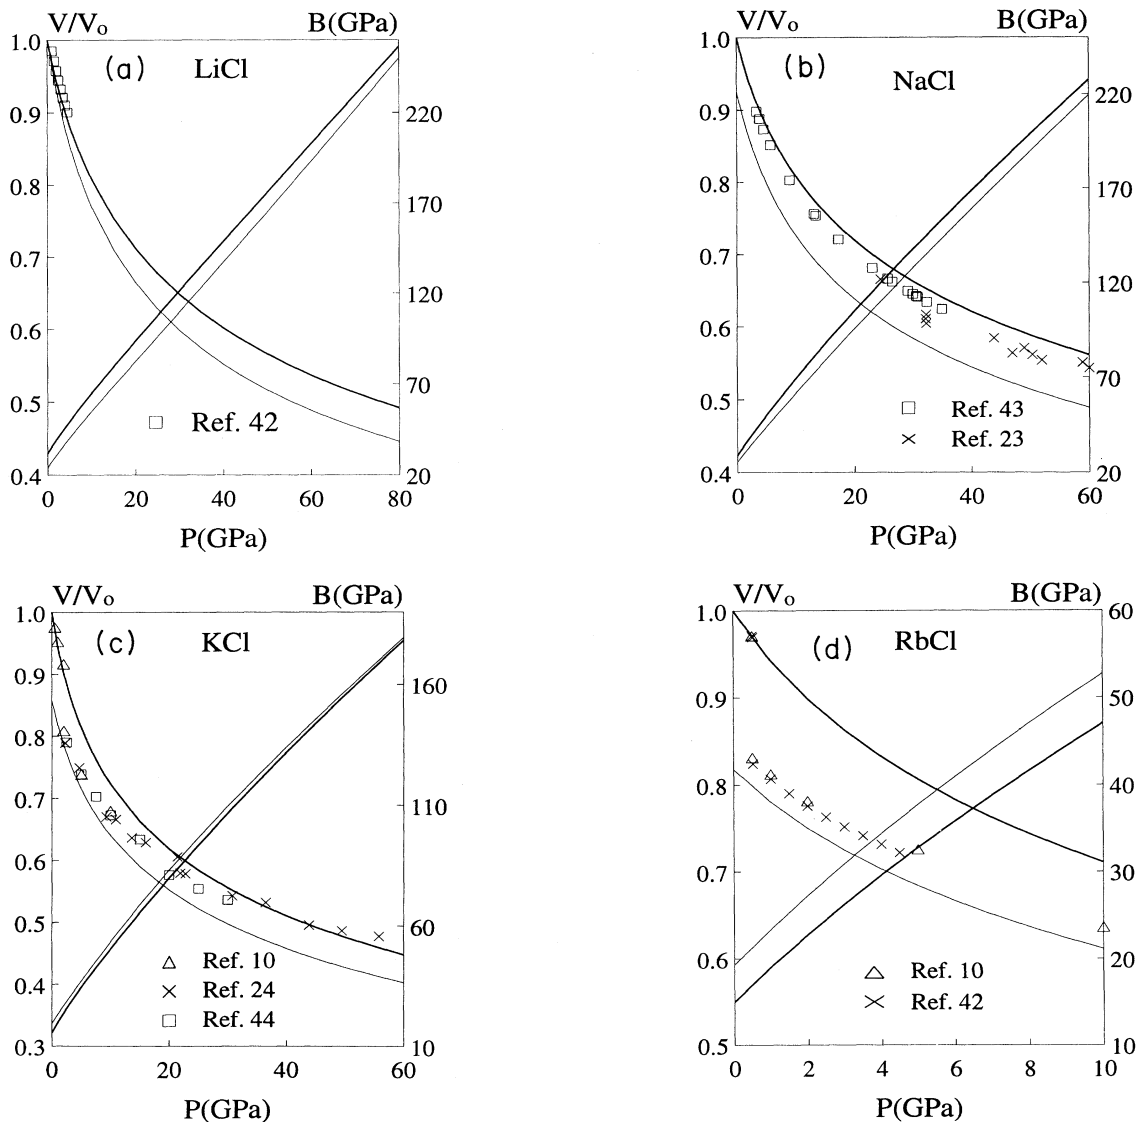 V/Vo B(GPa)
(a) LiCl
1.0
0.9
0.8
0.7
0.6
0.5
0.4
220
170
120
70
20
□ Ref. 42
0 20 40 60 80
P(GPa)
V/Vo B(GPa)
(b) NaCl
1.0
0.9
0.8
0.7
0.6
0.5
0.4
220
170
120
70
20
□ Ref. 43
× Ref. 23
0 20 40 60
P(GPa)
V/Vo B(GPa)
(c) KCl
1.0
0.9
0.8
0.7
0.6
0.5
0.4
0.3
160
110
60
10
△ Ref. 10
× Ref. 24
□ Ref. 44
0 20 40 60
P(GPa)
V/Vo B(GPa)
(d) RbCl
1.0
0.9
0.8
0.7
0.6
0.5
60
50
40
30
20
10
△ Ref. 10
× Ref. 42
0 2 4 6 8 10
P(GPa)